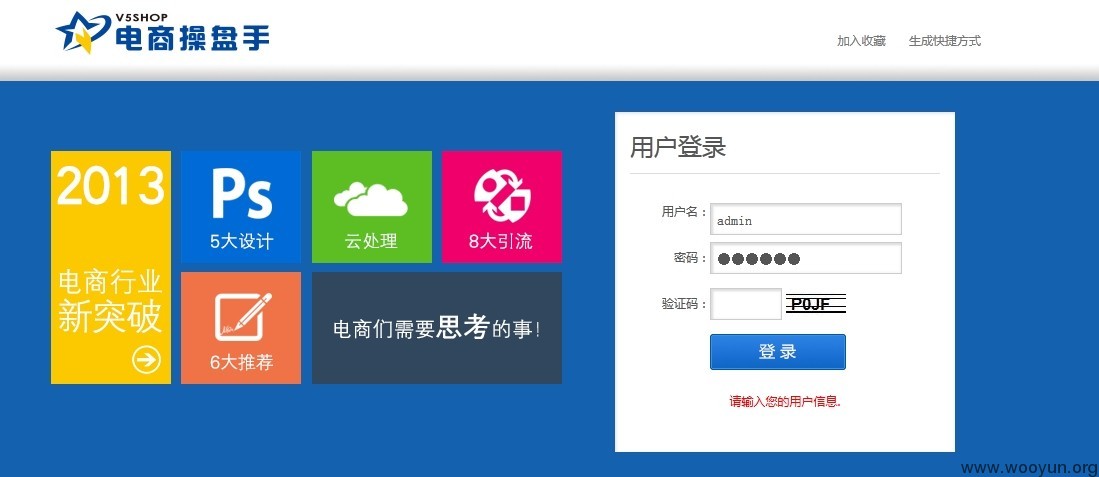 V5SHOP
电商操盘手
加入收藏 生成快捷方式
2013
电商行业
新突破
Ps
5大设计
云处理
8大引流
6大推荐
电商们需要思考的事!
用户登录
用户名：admin
密码：●●●●●●
验证码： P0JF
登 录
请输入您的用户信息.
www.wooyun.org